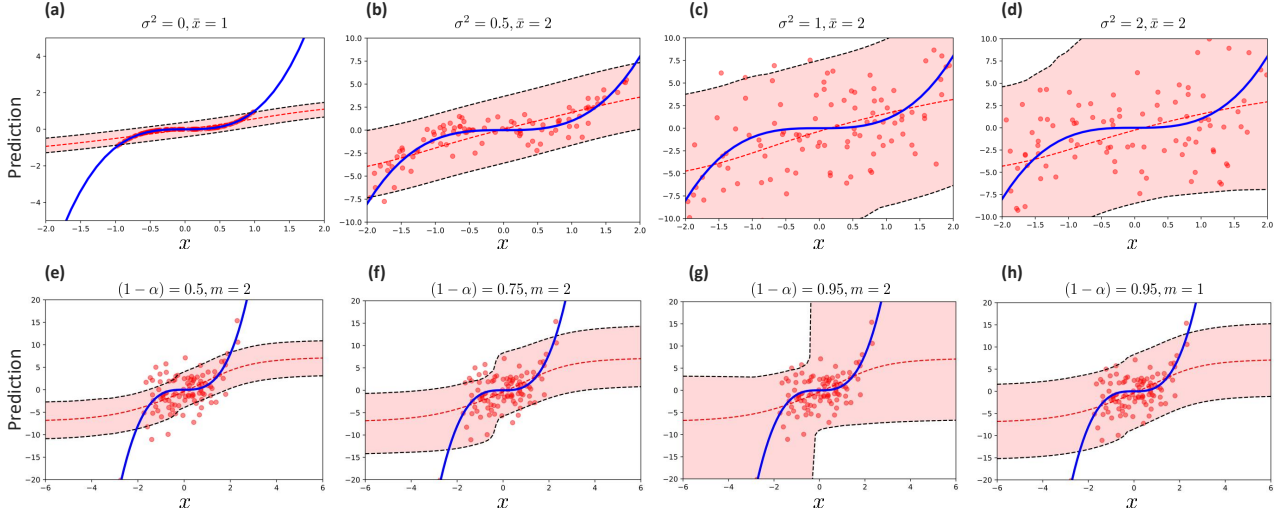 (a) (b) (c) (d)
σ² = 0, x̄ = 1
σ² = 0.5, x̄ = 2
σ² = 1, x̄ = 2
σ² = 2, x̄ = 2
Prediction
4
2
0
−2
−4
−2.0 −1.5 −1.0 −0.5 0.0 0.5 1.0 1.5 2.0
x
10.0
7.5
5.0
2.5
0.0
−2.5
−5.0
−7.5
−10.0
−2.0 −1.5 −1.0 −0.5 0.0 0.5 1.0 1.5 2.0
x
10.0
7.5
5.0
2.5
0.0
−2.5
−5.0
−7.5
−10.0
−2.0 −1.5 −1.0 −0.5 0.0 0.5 1.0 1.5 2.0
x
10.0
7.5
5.0
2.5
0.0
−2.5
−5.0
−7.5
−10.0
−2.0 −1.5 −1.0 −0.5 0.0 0.5 1.0 1.5 2.0
x
(e) (f) (g) (h)
(1 − α) = 0.5, m = 2
(1 − α) = 0.75, m = 2
(1 − α) = 0.95, m = 2
(1 − α) = 0.95, m = 1
Prediction
20
15
10
5
0
−5
−10
−15
−20
−6 −4 −2 0 2 4 6
x
20
15
10
5
0
−5
−10
−15
−20
−6 −4 −2 0 2 4 6
x
20
15
10
5
0
−5
−10
−15
−20
−6 −4 −2 0 2 4 6
x
20
15
10
5
0
−5
−10
−15
−20
−6 −4 −2 0 2 4 6
x